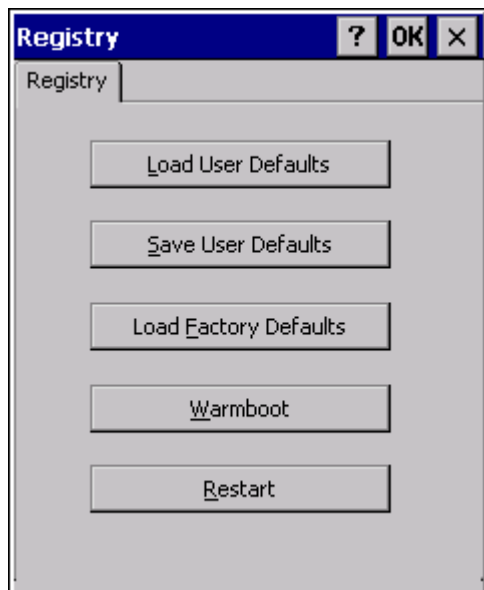 Registry ? OK ×
Registry
Load User Defaults
Save User Defaults
Load Factory Defaults
Warmboot
Restart